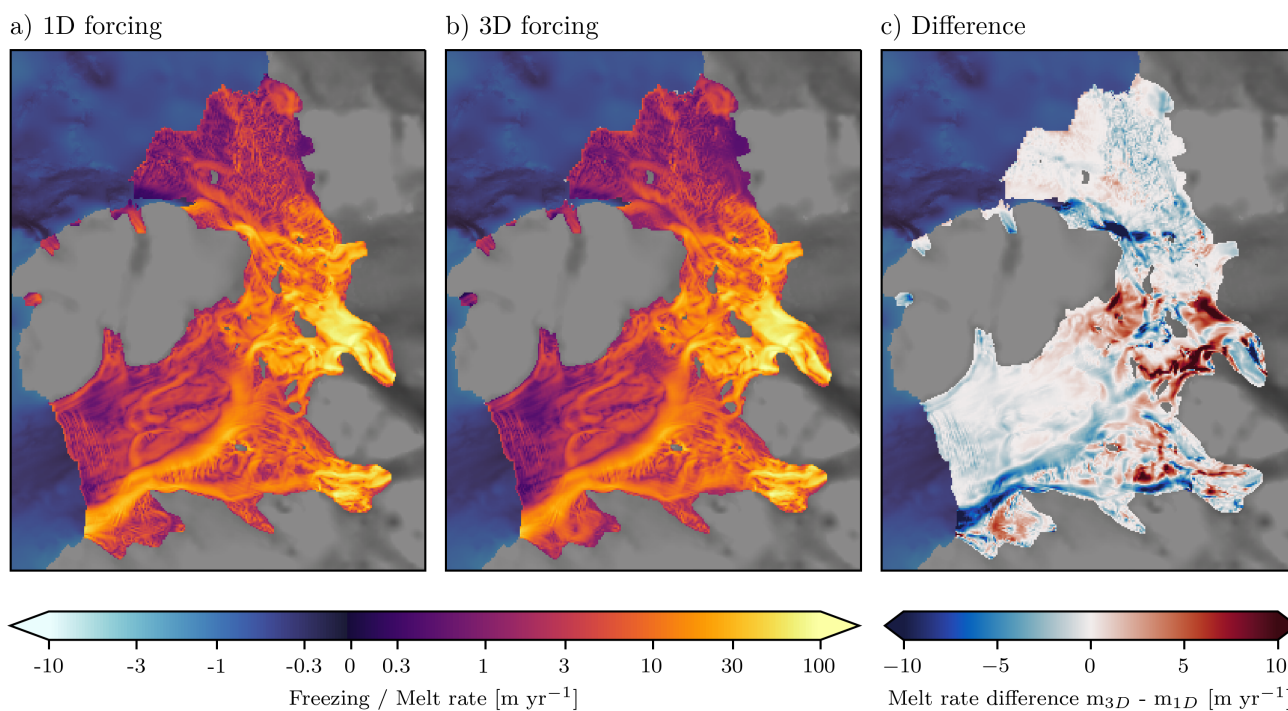 a) 1D forcing
b) 3D forcing
c) Difference
-10 -3 -1 -0.3 0 0.3 1 3 10 30 100
Freezing / Melt rate [m yr⁻¹]
−10 −5 0 5 10
Melt rate difference m₃D - m₁D [m yr⁻¹